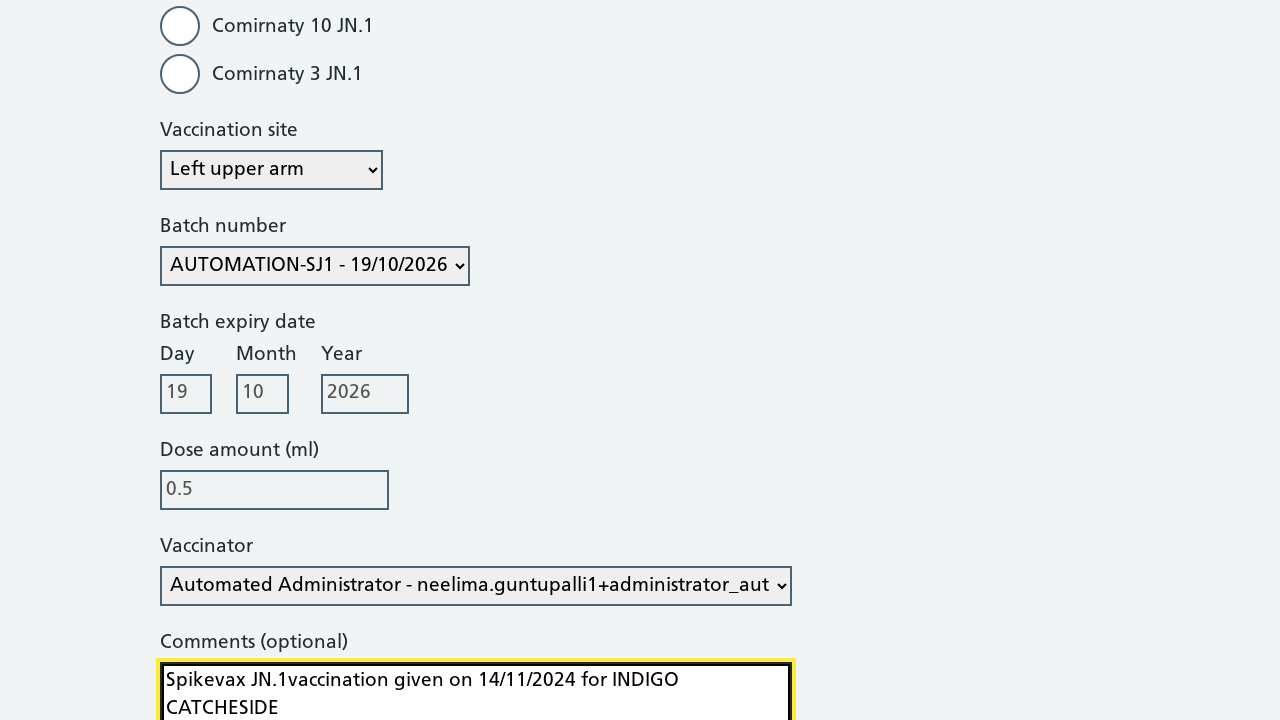 Comirnaty 10 JN.1
Comirnaty 3 JN.1
Vaccination site
Left upper arm
Batch number
AUTOMATION-SJ1 - 19/10/2026
Batch expiry date
Day Month Year
19 10 2026
Dose amount (ml)
0.5
Vaccinator
Automated Administrator - neelima.guntupalli1+administrator_aut
Comments (optional)
Spikevax JN.1vaccination given on 14/11/2024 for INDIGO
CATCHESIDE